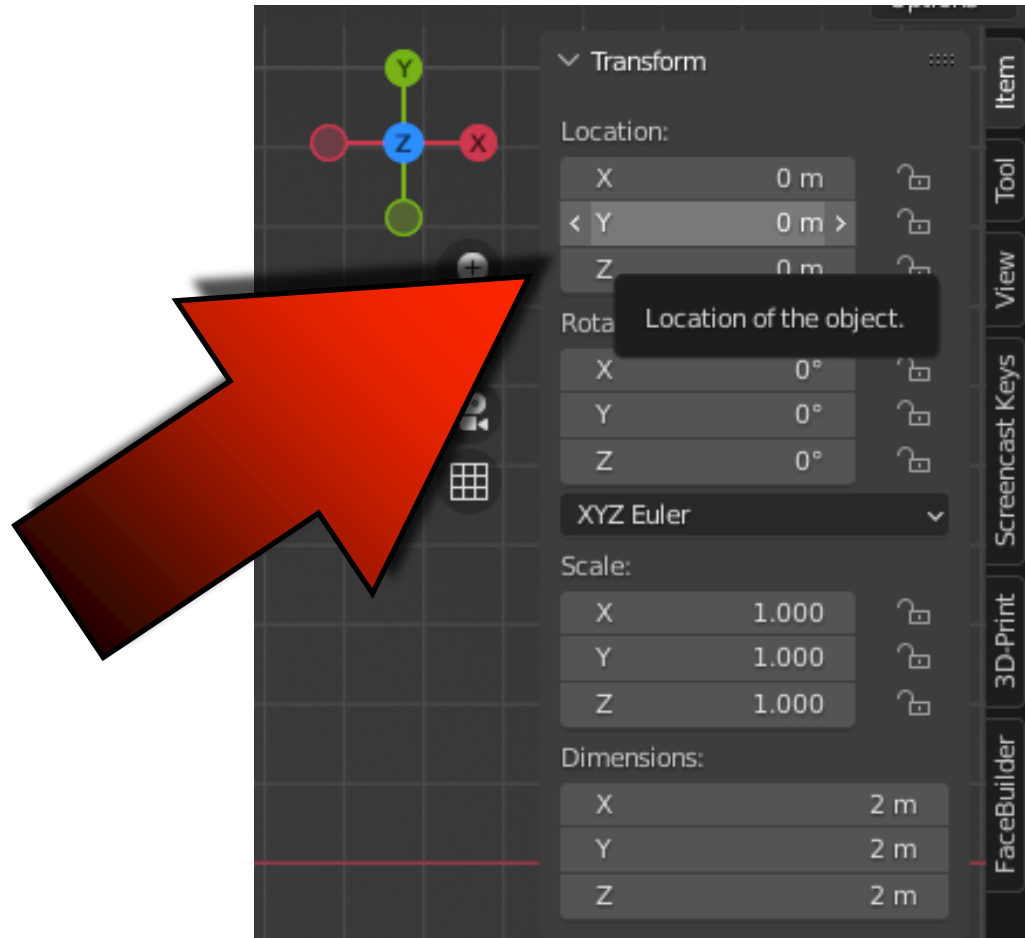 Options
Transform
Location:
X 0 m
Y 0 m
Z 0 m
Location of the object.
Rota
X 0°
Y 0°
Z 0°
XYZ Euler
Scale:
X 1.000
Y 1.000
Z 1.000
Dimensions:
X 2 m
Y 2 m
Z 2 m
Y
Z X
Item
Tool
View
Screencast Keys
3D-Print
FaceBuilder